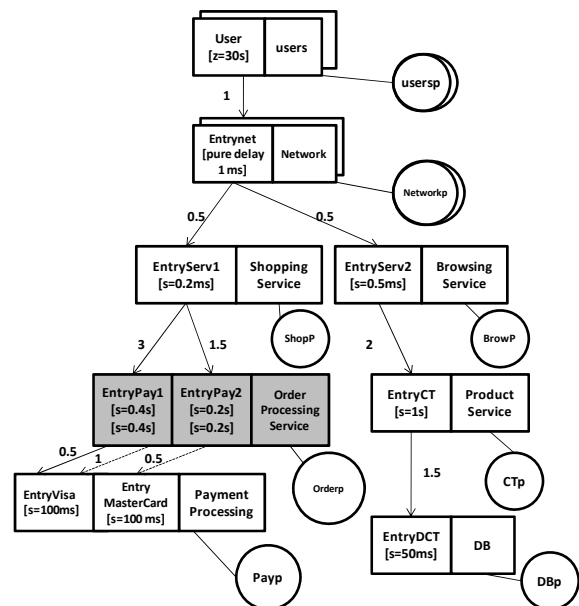 User
[z=30s]
users
usersp
1
Entrynet
[pure delay
1 ms]
Network
Networkp
0.5
0.5
EntryServ1
[s=0.2ms]
Shopping
Service
EntryServ2
[s=0.5ms]
Browsing
Service
ShopP
BrowP
3
1.5
2
EntryPay1
[s=0.4s]
[s=0.4s]
EntryPay2
[s=0.2s]
[s=0.2s]
Order
Processing
Service
EntryCT
[s=1s]
Product
Service
0.5
1
0.5
Orderp
CTp
1.5
EntryVisa
[s=100ms]
Entry
MasterCard
[s=100 ms]
Payment
Processing
EntryDCT
[s=50ms]
DB
Payp
DBp